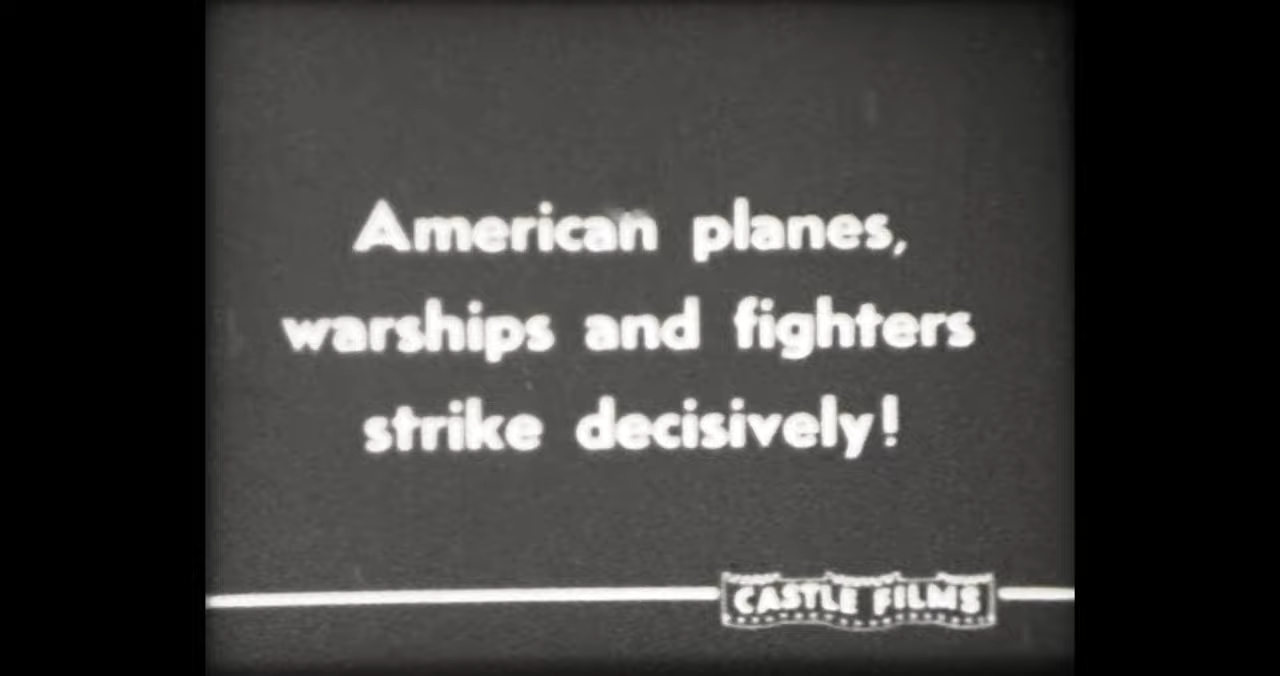 American planes,
warships and fighters
strike decisively!
CASTLE FILMS